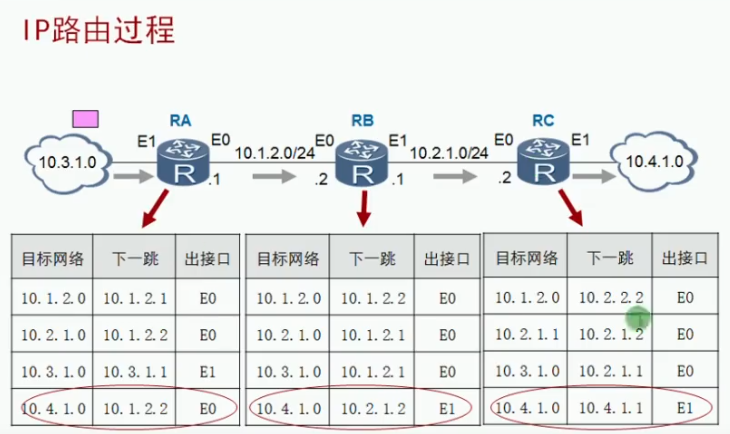 IP路由过程
RA
RB
RC
10.3.1.0
E1
E0
.1
R
10.1.2.0/24
E0
.2
E1
.1
R
10.2.1.0/24
E0
.2
E1
R
10.4.1.0
目标网络 下一跳 出接口
10.1.2.0 10.1.2.1 E0
10.2.1.0 10.1.2.2 E0
10.3.1.0 10.3.1.1 E1
10.4.1.0 10.1.2.2 E0
目标网络 下一跳 出接口
10.1.2.0 10.1.2.2 E0
10.2.1.0 10.1.2.1 E0
10.3.1.0 10.1.2.1 E0
10.4.1.0 10.2.1.2 E1
目标网络 下一跳 出接口
10.1.2.0 10.2.2.2 E0
10.2.1.1 10.2.1.2 E0
10.3.1.0 10.2.1.1 E0
10.4.1.0 10.4.1.1 E1